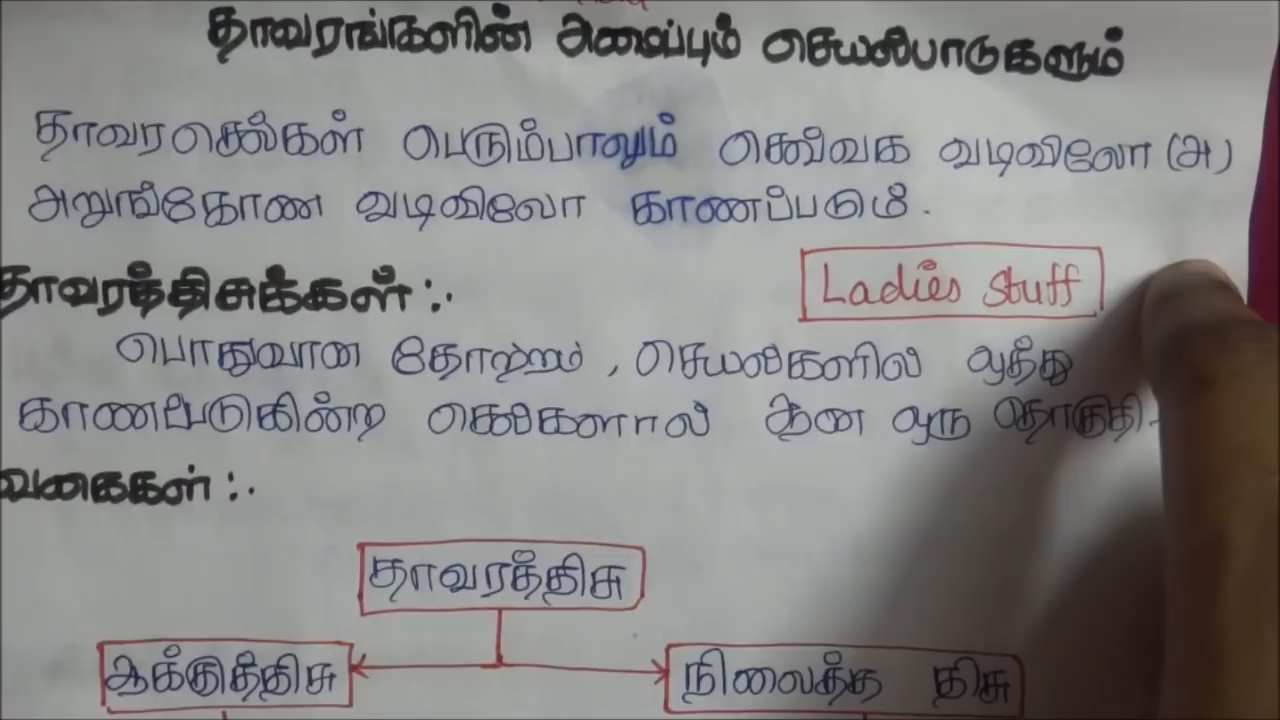 தாவரங்களின் அமைப்பும் செயல்பாடுகளும்
தாவரசெல்கள் பெரும்பாலும் செவ்வக வடிவிலோ (அ)
அறுங்கோண வடிவிலோ காணப்படும்.
தாவரத்திசுக்கள் :.
Ladies Stuff
பொதுவான தோற்றம், செயல்களில் ஒத்து
காணப்படுகின்ற செல்களால் ஆன ஒரு தொகுதி.
வகைகள் :.
தாவரத்திசு
ஆக்குத்திசு நிலைத்த திசு